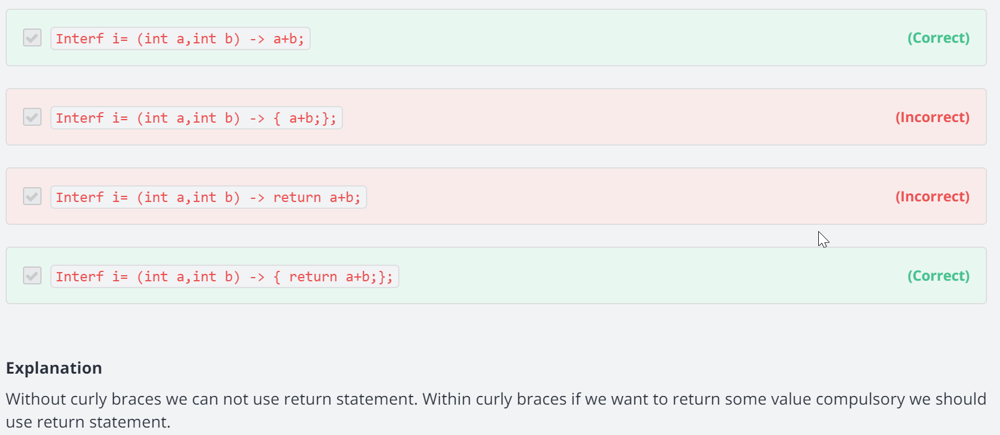 Interf i= (int a,int b) -> a+b;
(Correct)
Interf i= (int a,int b) -> { a+b;};
(Incorrect)
Interf i= (int a,int b) -> return a+b;
(Incorrect)
Interf i= (int a,int b) -> { return a+b;};
(Correct)
Explanation
Without curly braces we can not use return statement. Within curly braces if we want to return some value compulsory we should
use return statement.